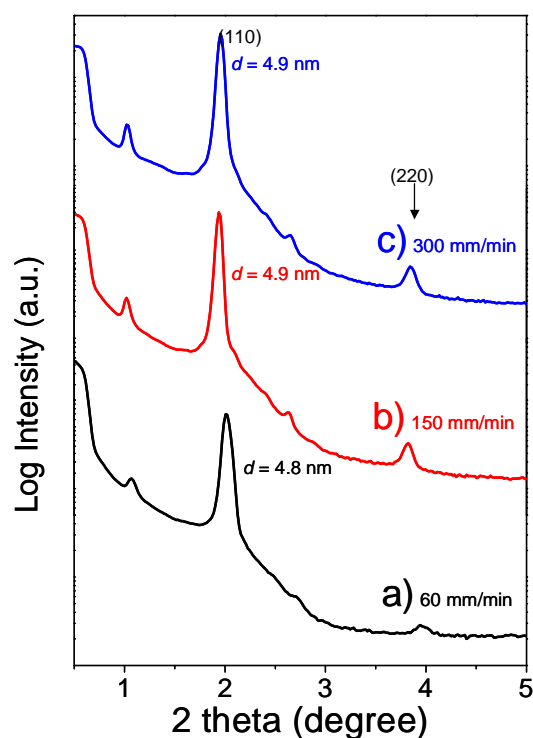 (110)
d = 4.9 nm
(220)
c) 300 mm/min
d = 4.9 nm
b) 150 mm/min
d = 4.8 nm
a) 60 mm/min
Log Intensity (a.u.)
1 2 3 4 5
2 theta (degree)